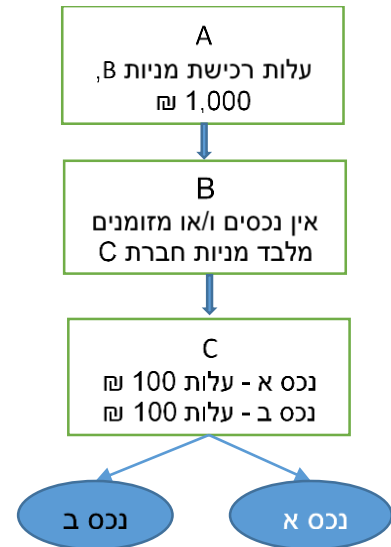 A
עלות רכישת מניות B,
1,000 ₪
B
אין נכסים ו/או מזומנים
מלבד מניות חברת C
C
נכס א - עלות 100 ₪
נכס ב - עלות 100 ₪
נכס א
נכס ב